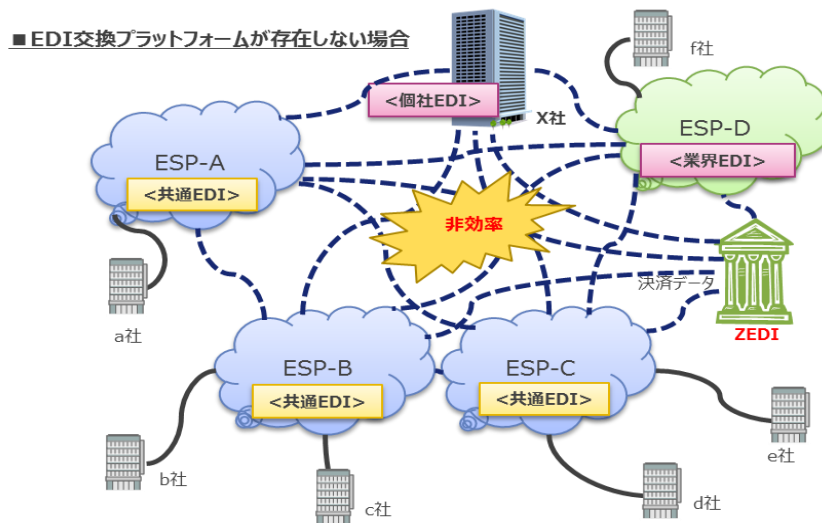 ■EDI交換プラットフォームが存在しない場合
f社
<個社EDI>
X社
ESP-D
<業界EDI>
ESP-A
<共通EDI>
非効率
a社
決済データ
ZEDI
ESP-B
<共通EDI>
ESP-C
<共通EDI>
b社
c社
d社
e社